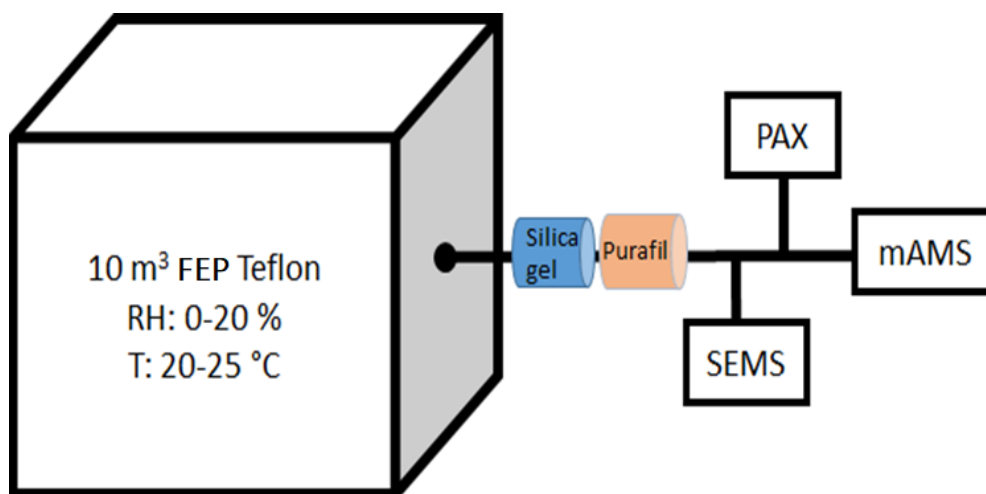 10 m³ FEP Teflon
RH: 0-20 %
T: 20-25 °C
Silica
gel
Purafil
PAX
mAMS
SEMS